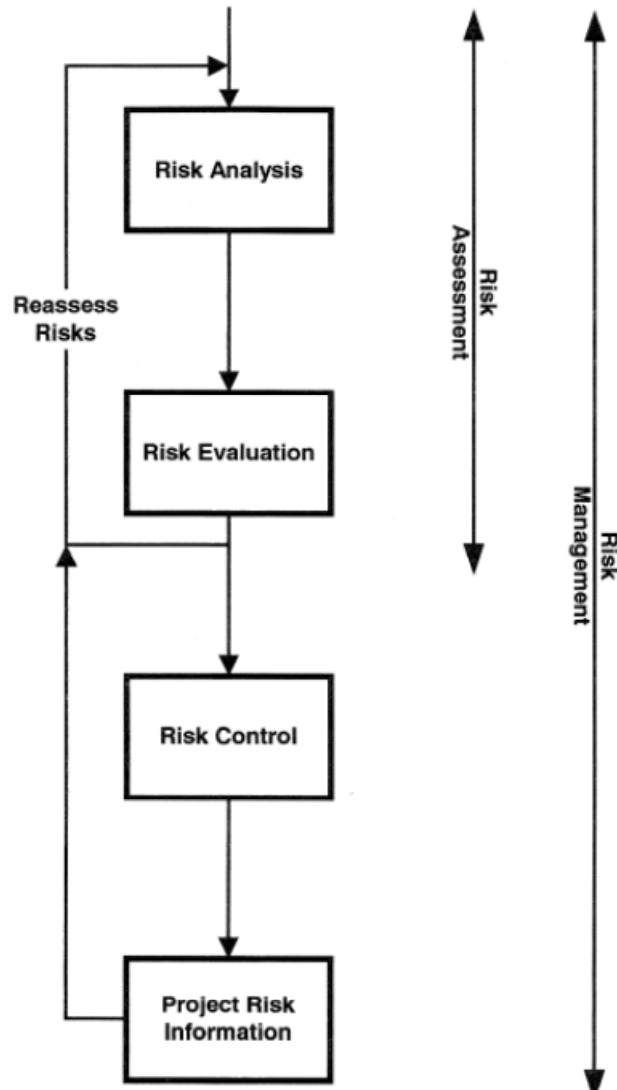 Risk Analysis
Reassess
Risks
Risk
Assessment
Risk Evaluation
Risk
Management
Risk Control
Project Risk
Information